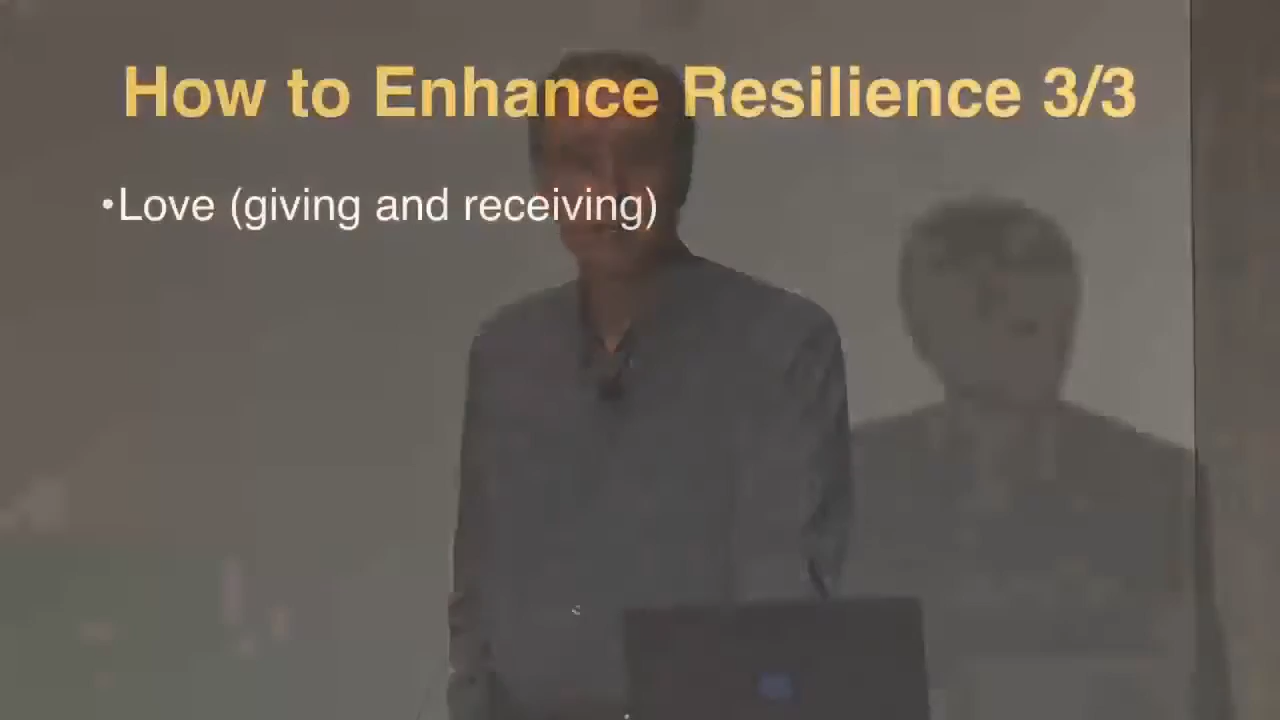 How to Enhance Resilience 3/3
•Love (giving and receiving)